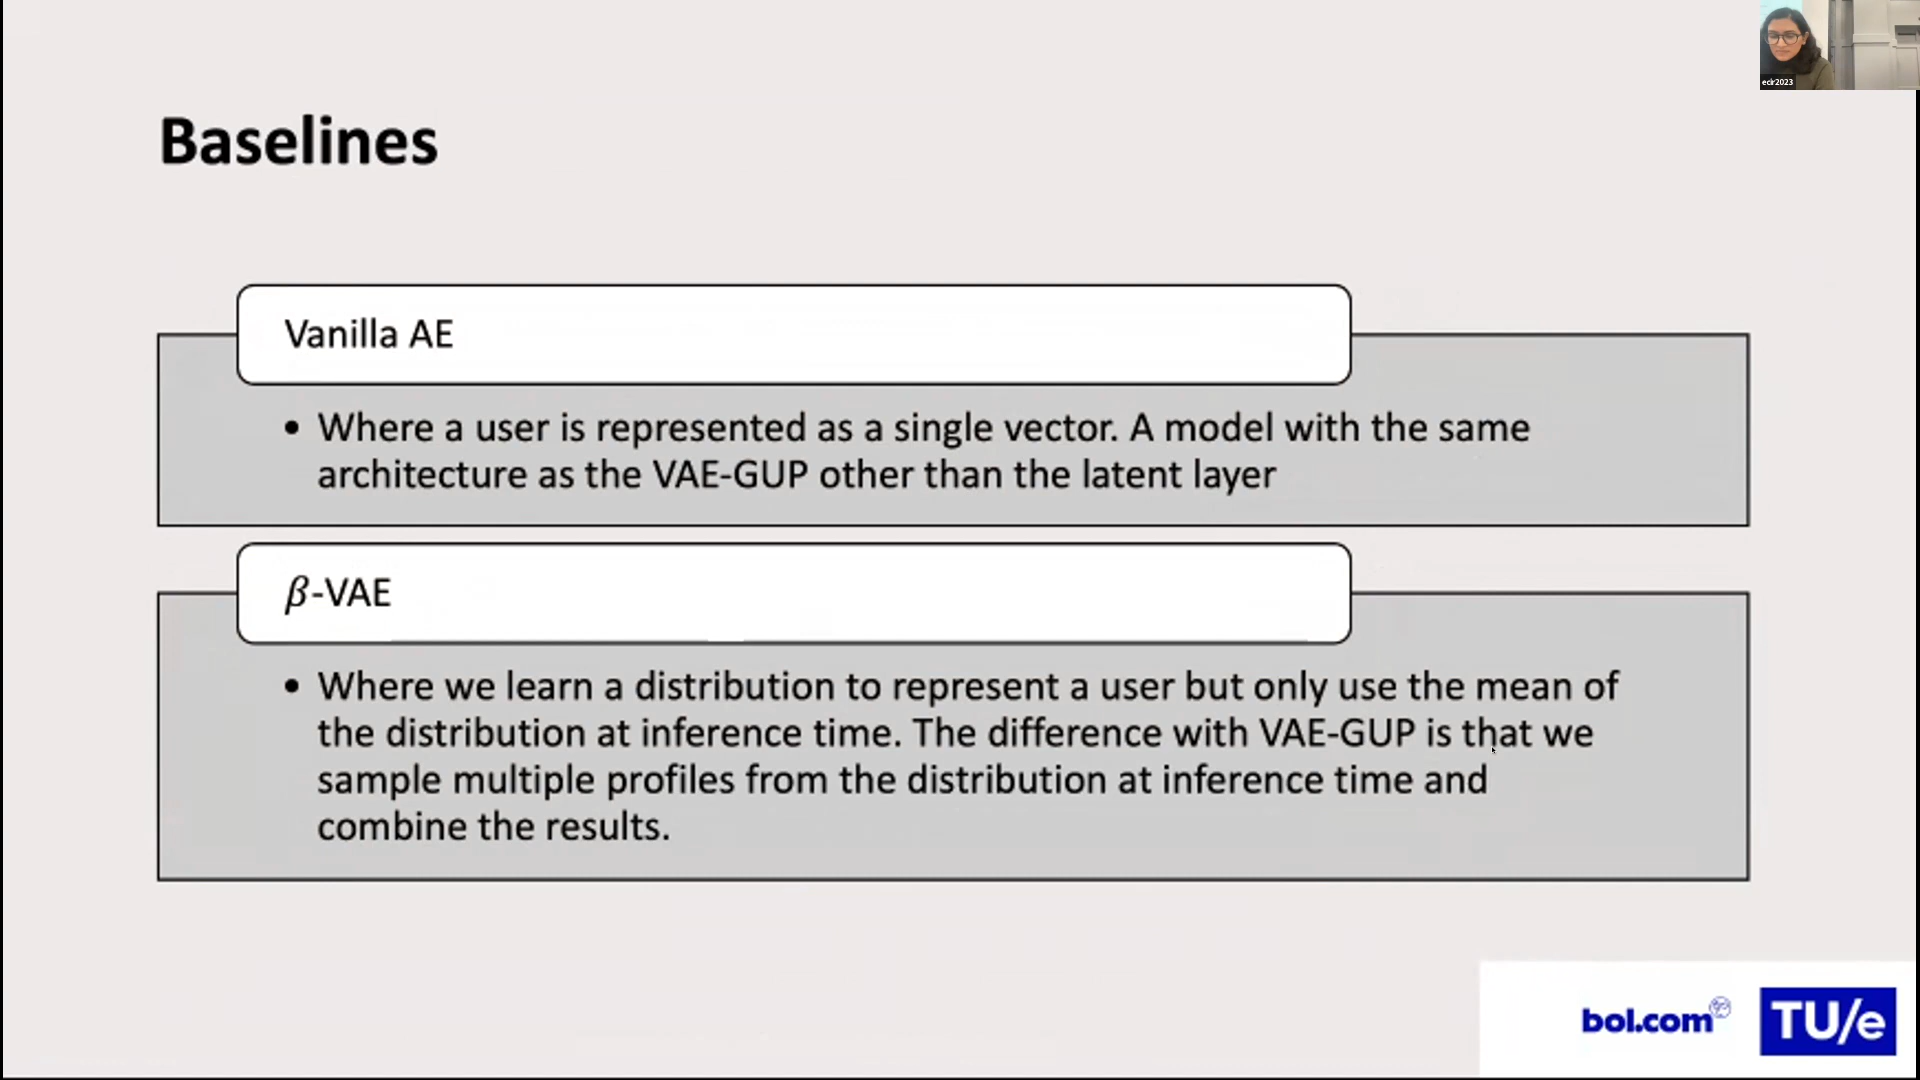 ecir2023
Baselines
Vanilla AE
• Where a user is represented as a single vector. A model with the same
architecture as the VAE-GUP other than the latent layer
β-VAE
• Where we learn a distribution to represent a user but only use the mean of
the distribution at inference time. The difference with VAE-GUP is that we
sample multiple profiles from the distribution at inference time and
combine the results.
bol.com
TU/e